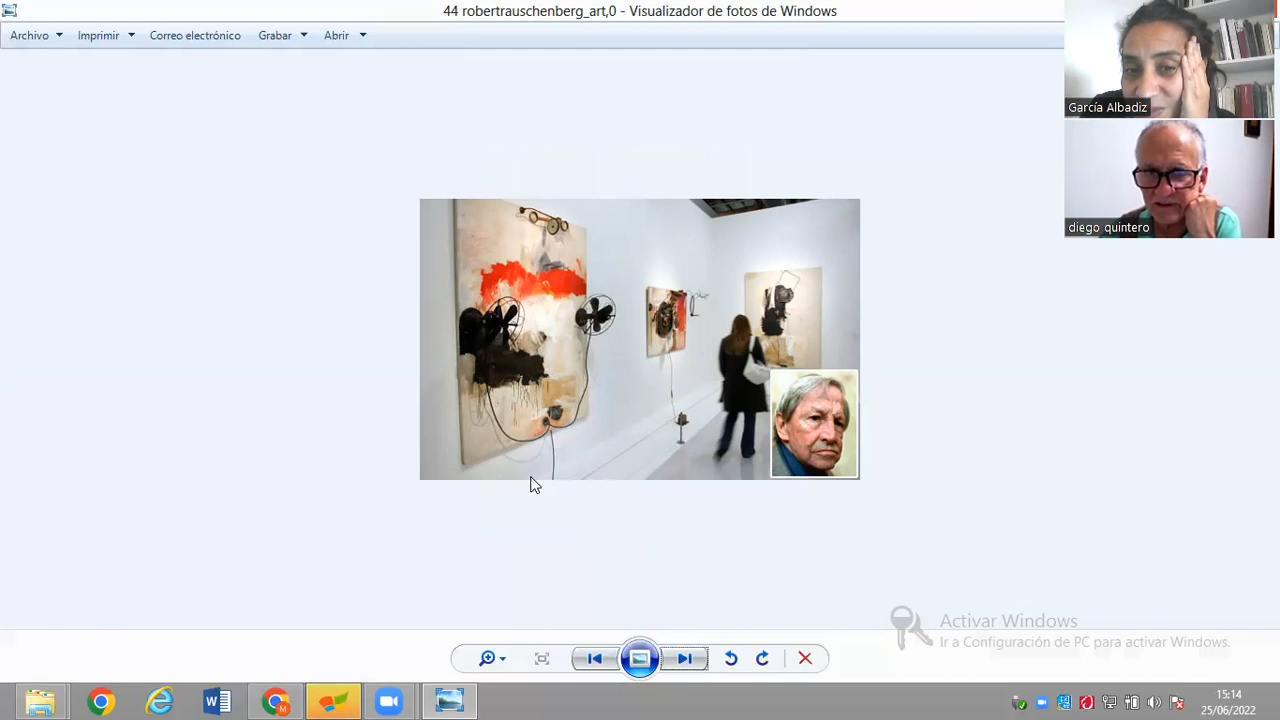 44 robertrauschenberg_art,0 - Visualizador de fotos de Windows
Archivo Imprimir Correo electrónico Grabar Abrir
García Albadiz
diego quintero
Activar Windows
Ir a Configuración de PC para activar Windows.
15:14
25/06/2022